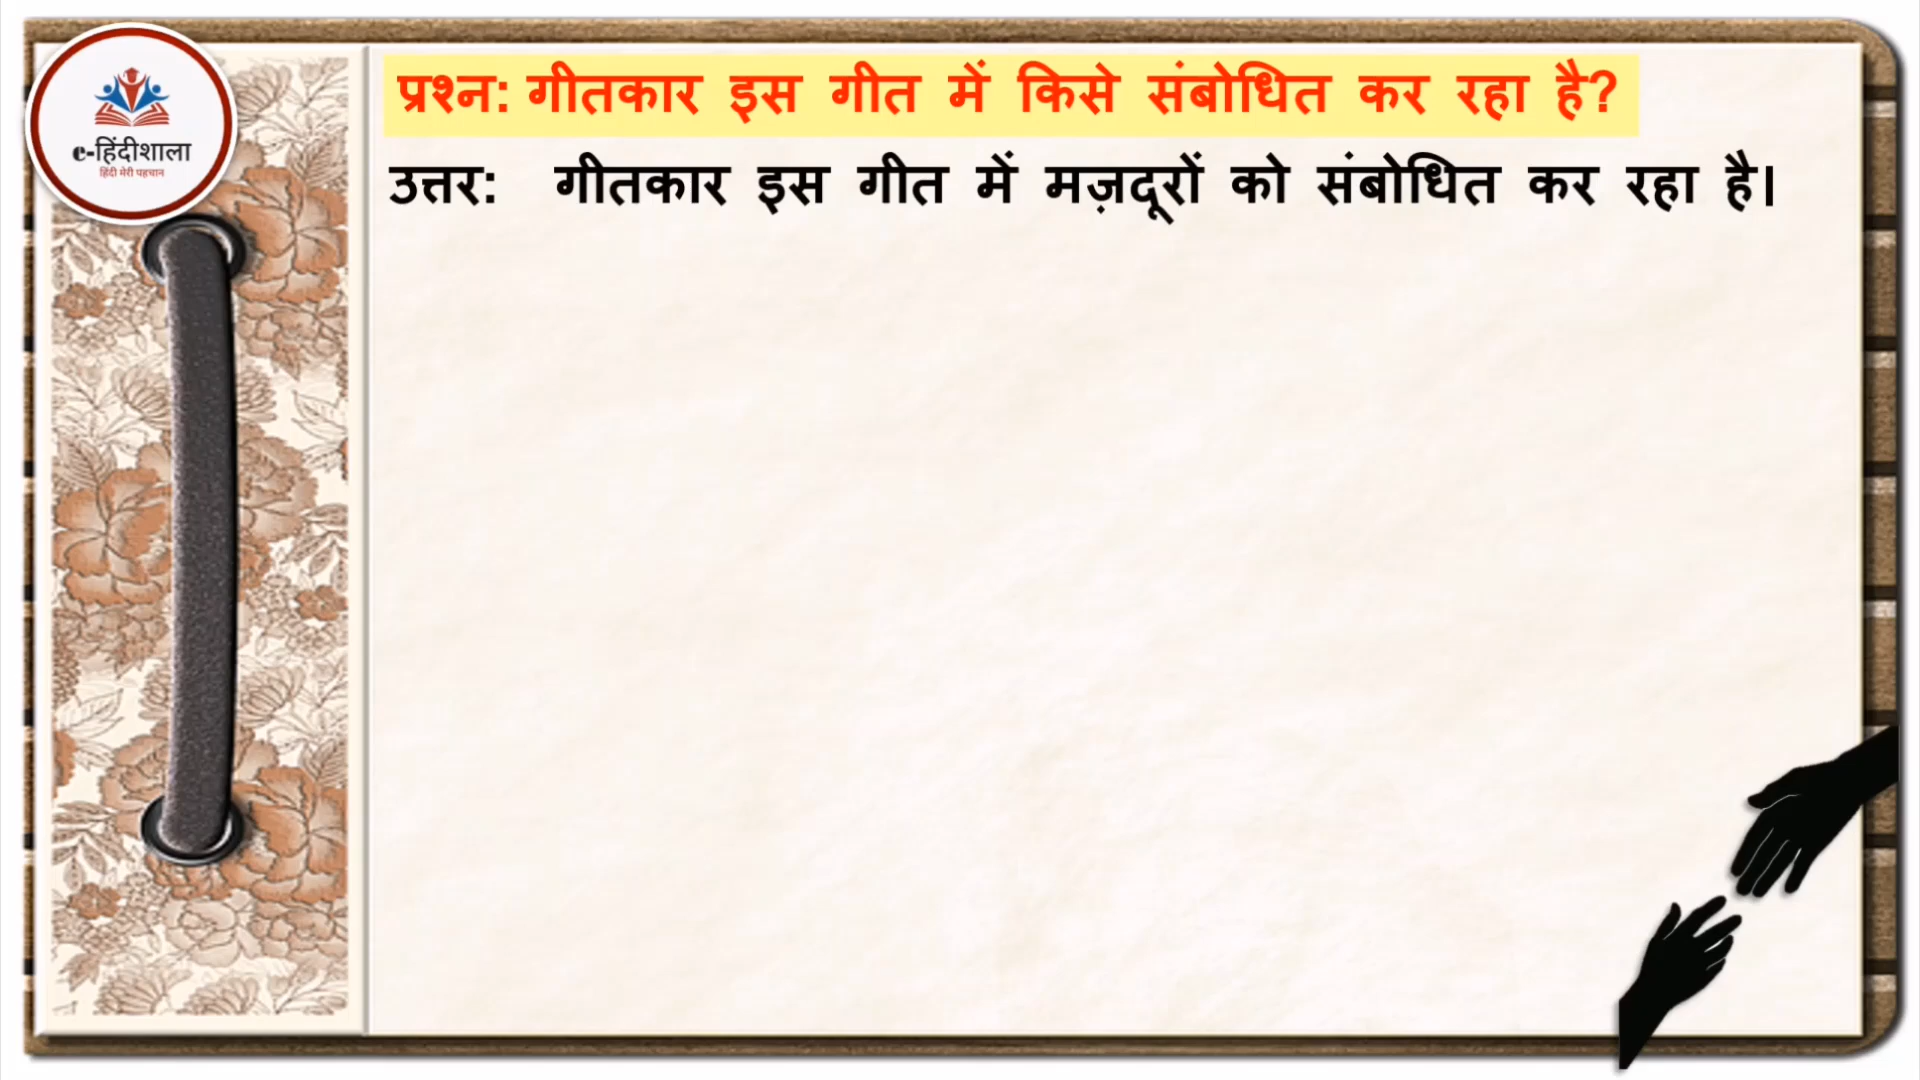 e-हिंदीशाला
हिंदी मेरी पहचान
प्रश्न: गीतकार इस गीत में किसे संबोधित कर रहा है?
उत्तर: गीतकार इस गीत में मज़दूरों को संबोधित कर रहा है।